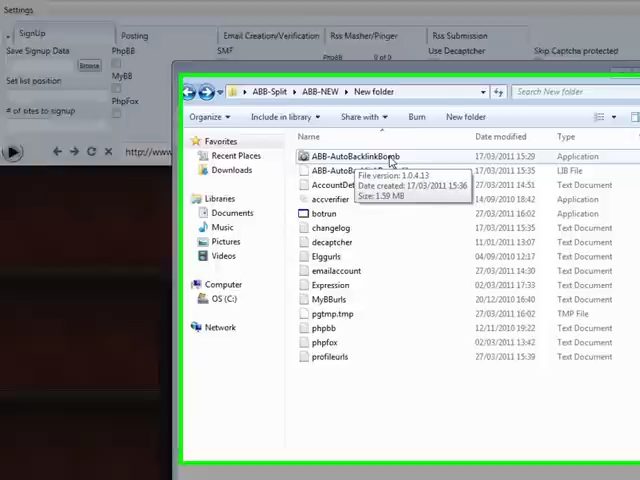 Settings
SignUp
Posting
Email Creation/Verification
Rss Masher/Pinger
Rss Submission
Save Signup Data
Browse
PhpBB
SMF
PhpBB
0 of 0
Use Decaptcher
Skip Captcha protected
MyBB
Set list position
PhpFox
# of sites to signup
http://www
ABB-Split
ABB-NEW
New folder
Search New folder
Organize
Include in library
Share with
Burn
New folder
Name
Date modified
Type
Favorites
Recent Places
Downloads
Libraries
Documents
Music
Pictures
Videos
Computer
OS (C:)
Network
ABB-AutoBacklinkBomb 17/03/2011 15:29 Application
17/03/2011 15:35 LIB File
File version: 1.0.4.13
Date created: 17/03/2011 15:36
Size: 1.59 MB
27/03/2011 14:51 Text Document
accverifier 14/09/2010 18:42 Application
botrun 27/03/2011 16:02 Application
changelog 17/03/2011 15:35 Text Document
decaptcher 11/01/2011 13:07 Text Document
Elggurls 04/09/2010 12:17 Text Document
emailaccount 27/03/2011 14:30 Text Document
Expression 02/03/2011 17:33 Text Document
MyBBurls 20/12/2010 16:40 Text Document
pgtmp.tmp 27/03/2011 16:02 TMP File
phpbb 12/11/2010 19:22 Text Document
phpfox 02/03/2011 13:42 Text Document
profileurls 27/03/2011 15:39 Text Document